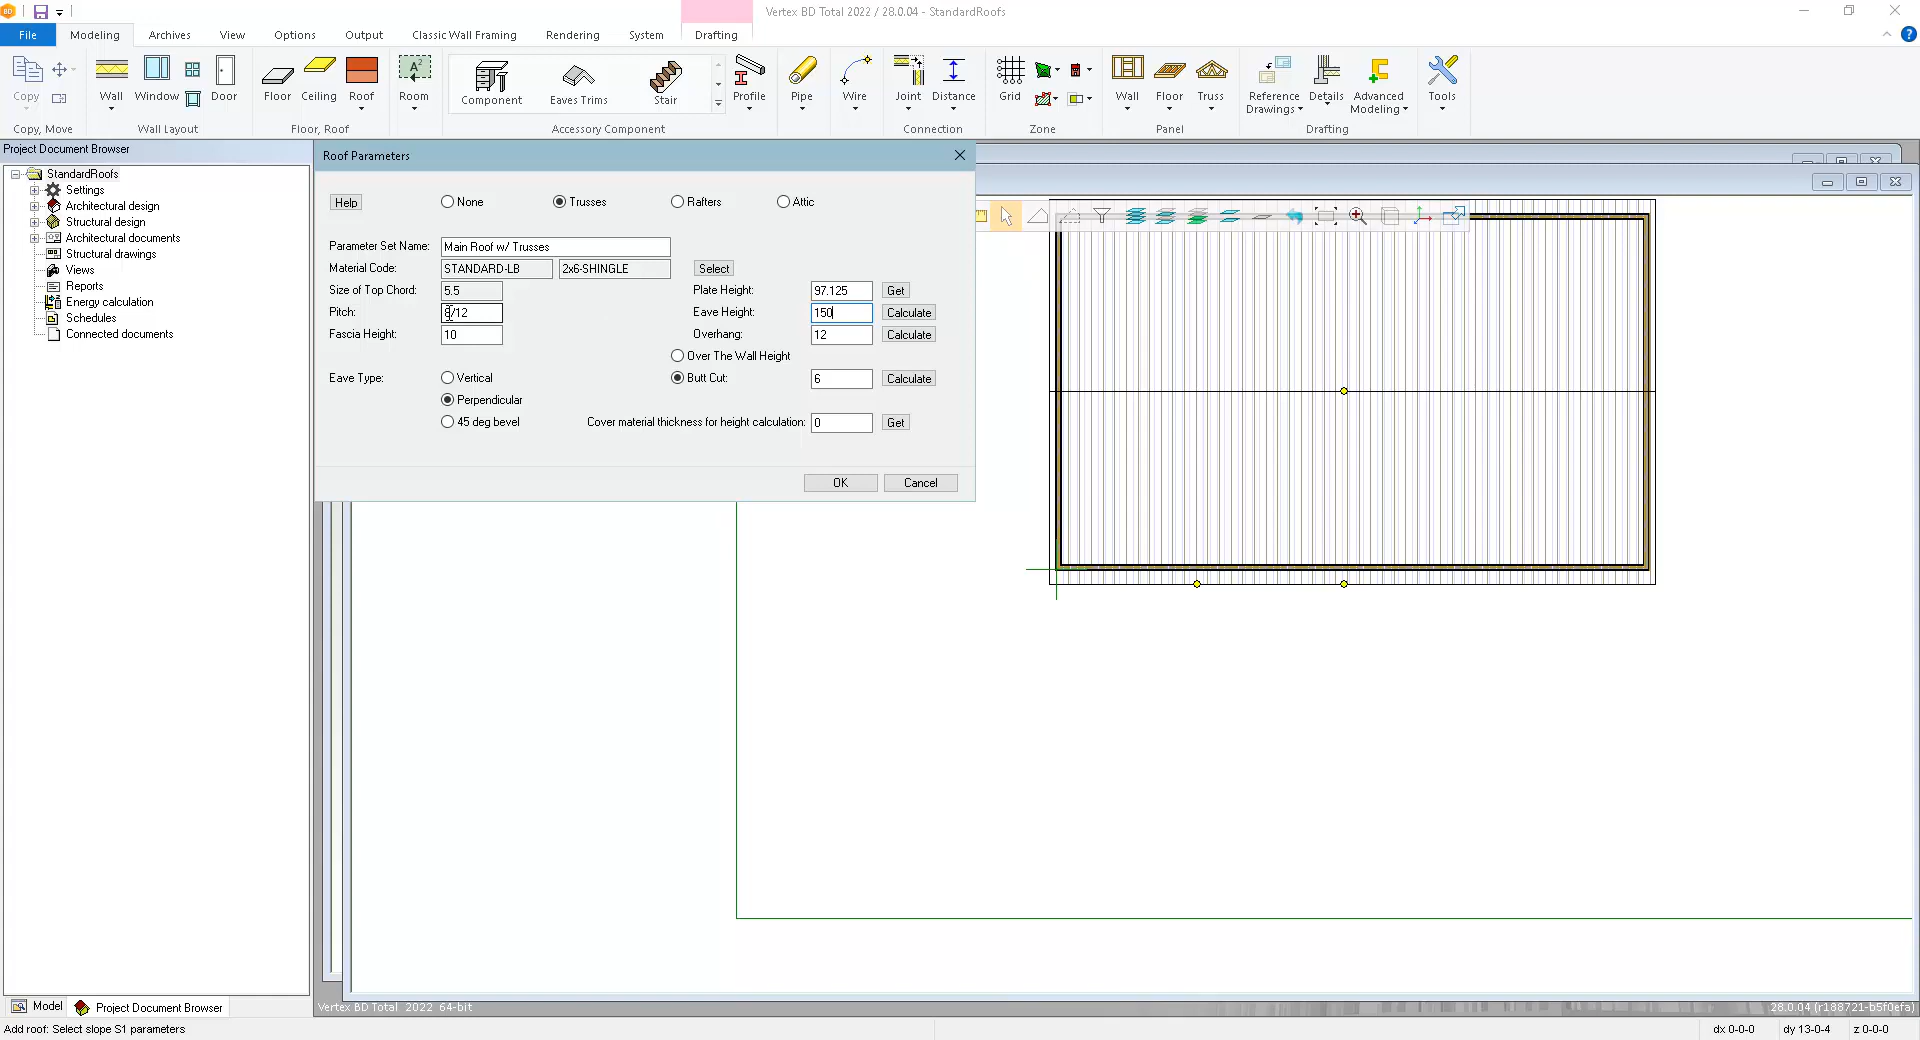 BD
Vertex BD Total 2022 / 28.0.04 - StandardRoofs
File Modeling Archives View Options Output Classic Wall Framing Rendering System Drafting ?
Copy Wall Window Door Floor Ceiling Roof Room Component Eaves Trims Stair Profile Pipe Wire Joint Distance Grid Wall Floor Truss Reference Drawings Details Advanced Modeling Tools
Copy, Move Wall Layout Floor, Roof Accessory Component Connection Zone Panel Drafting
Project Document Browser
StandardRoofs
Settings
Architectural design
Structural design
Architectural documents
Structural drawings
Views
Reports
Energy calculation
Schedules
Connected documents
Roof Parameters
Help None Trusses Rafters Attic
Parameter Set Name: Main Roof w/ Trusses
Material Code: STANDARD-LB 2x6-SHINGLE Select
Size of Top Chord: 5.5 Plate Height: 97.125 Get
Pitch: 8/12 Eave Height: 150 Calculate
Fascia Height: 10 Overhang: 12 Calculate
Over The Wall Height
Eave Type: Vertical Butt Cut: 6 Calculate
Perpendicular
45 deg bevel Cover material thickness for height calculation: 0 Get
OK Cancel
Model Project Document Browser Vertex BD Total 2022 64-bit 28.0.04 (r188721-b5f0efa)
Add roof: Select slope S1 parameters dx 0-0-0 dy 13-0-4 z 0-0-0